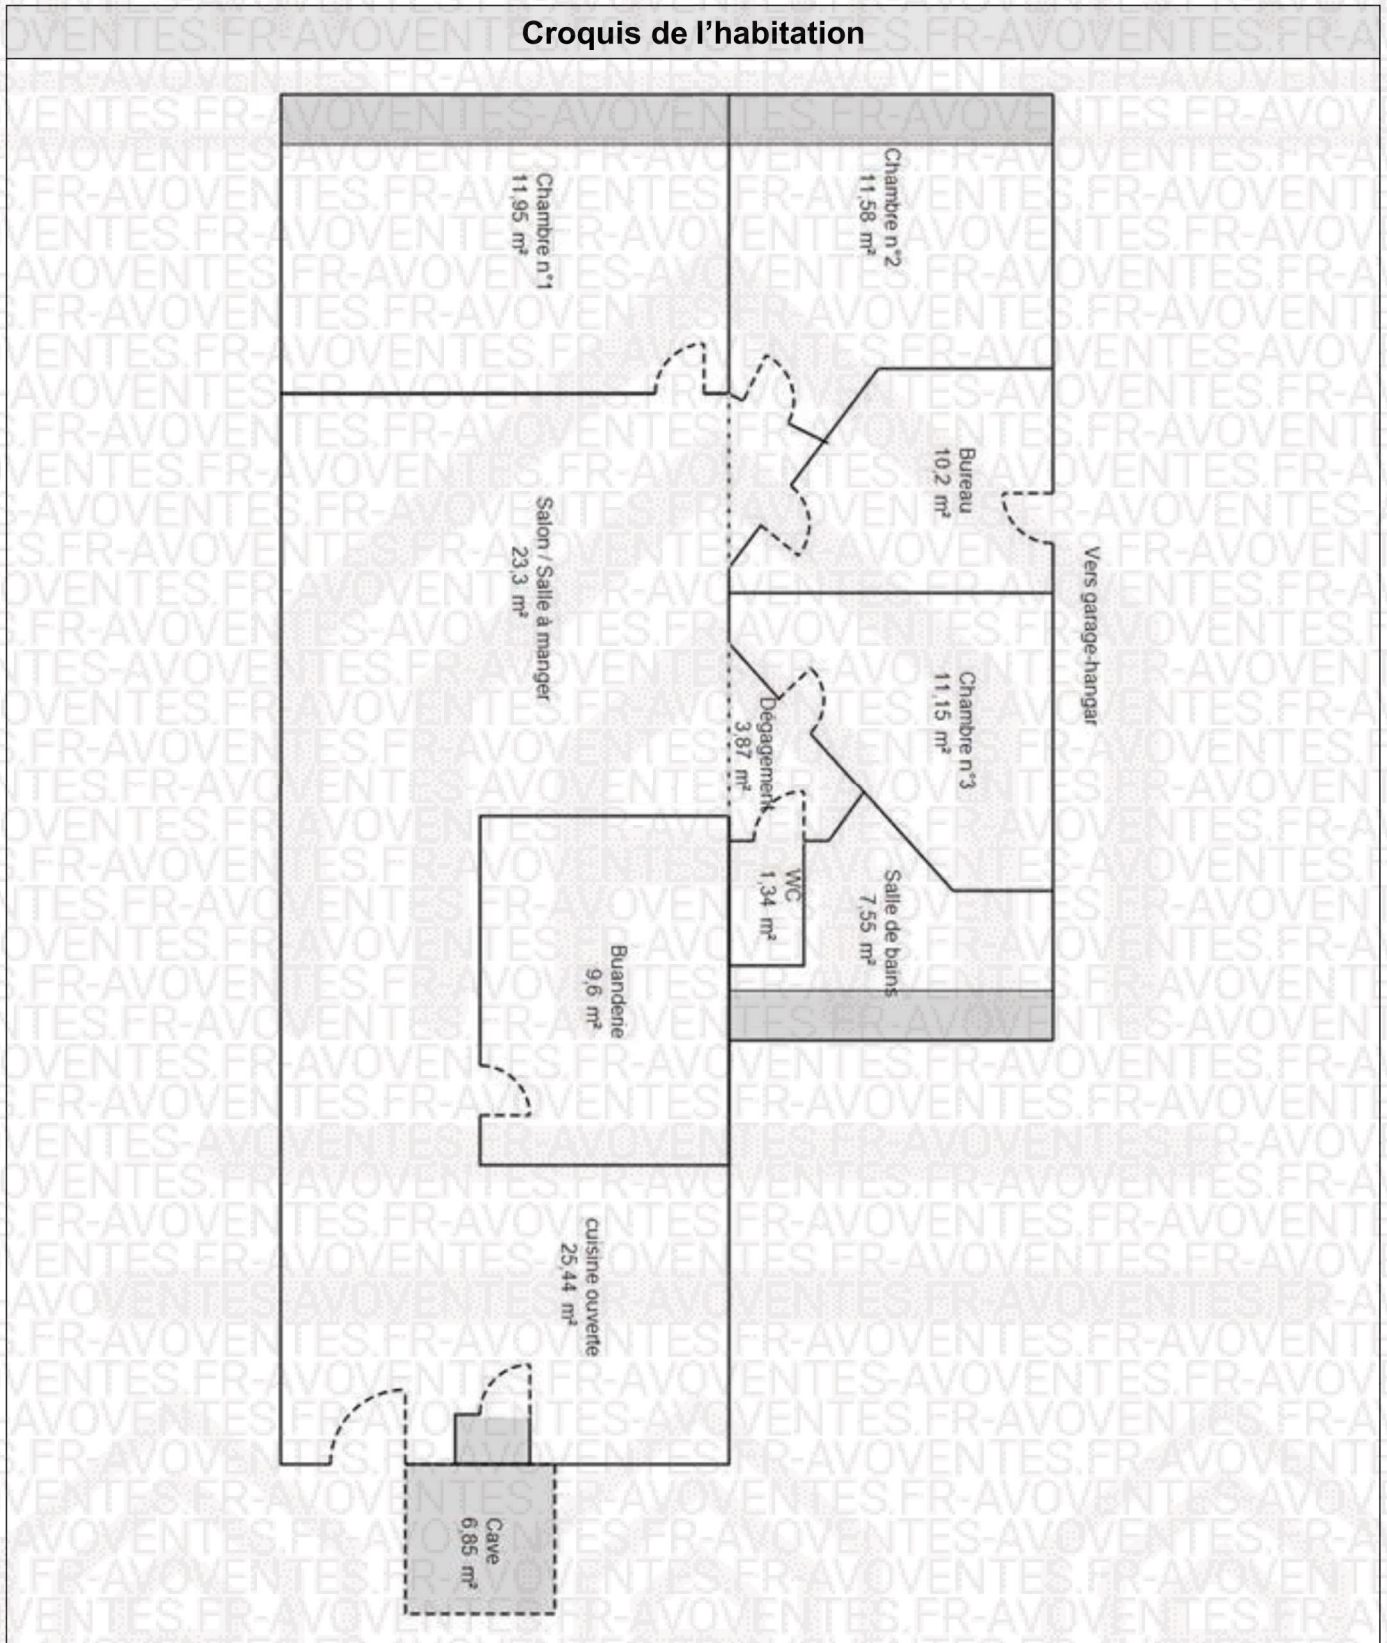 Croquis de l’habitation
Chambre n°1
11,95 m²
Chambre n°2
11,58 m²
Bureau
10,2 m²
Vers garage-hangar
Salon / Salle à manger
23,3 m²
Chambre n°3
11,15 m²
Dégagement
3,87 m²
WC
1,34 m²
Salle de bains
7,55 m²
Buanderie
9,6 m²
cuisine ouverte
25,44 m²
Cave
6,85 m²